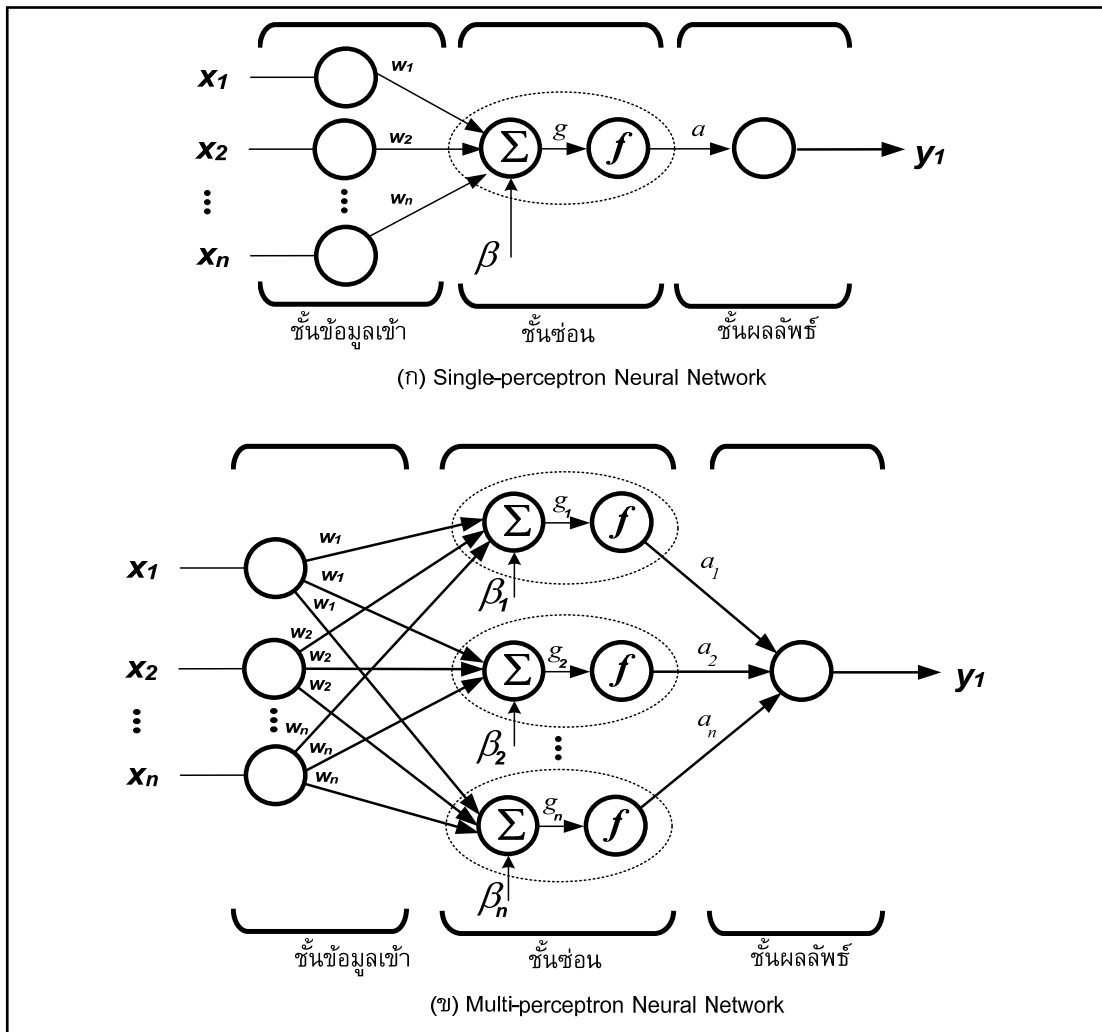 x1 w1
x2 w2 Σ g f a y1
xn wn β
ชั้นข้อมูลเข้า ชั้นซ่อน ชั้นผลลัพธ์
(ก) Single-perceptron Neural Network
Σ g1 f
x1 w1 w1 w1 β1 a1
x2 w2 w2 w2 Σ g2 f a2 y1
xn wn wn wn β2 an
Σ gn f
βn
ชั้นข้อมูลเข้า ชั้นซ่อน ชั้นผลลัพธ์
(ข) Multi-perceptron Neural Network